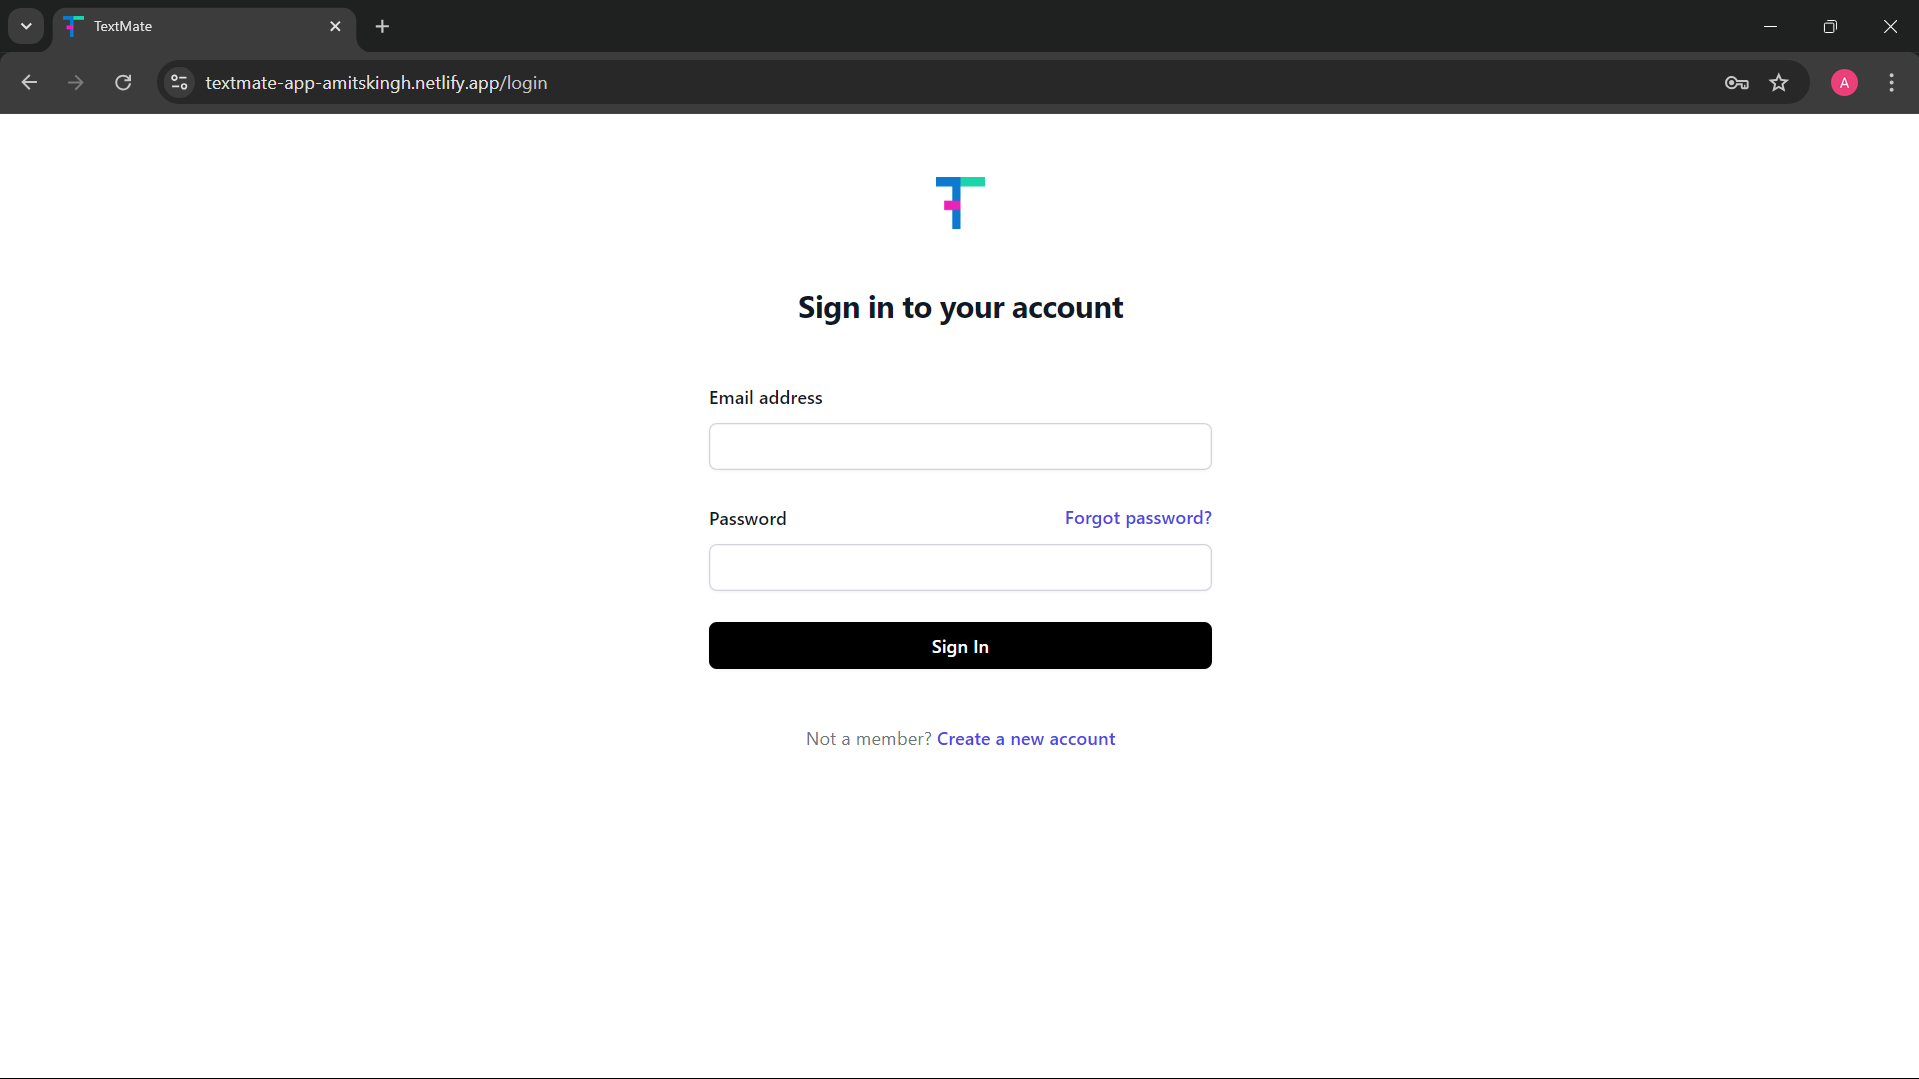 TextMate
textmate-app-amitskingh.netlify.app/login
A
Sign in to your account
Email address
Password Forgot password?
Sign In
Not a member? Create a new account